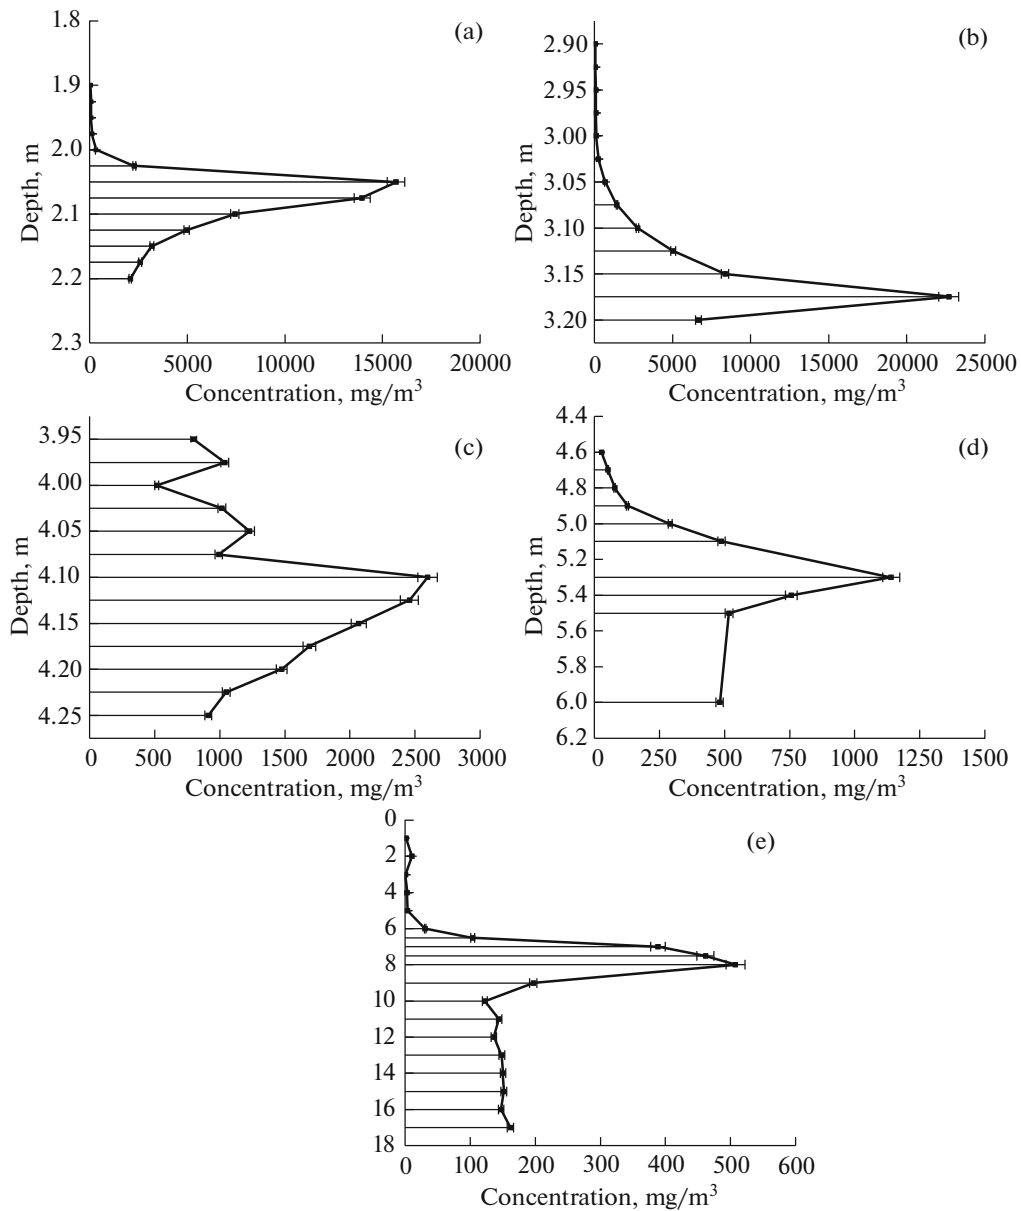 (a)
1.8
1.9
2.0
2.1
2.2
2.3
Depth, m
0 5000 10000 15000 20000
Concentration, mg/m³
(b)
2.90
2.95
3.00
3.05
3.10
3.15
3.20
Depth, m
0 5000 10000 15000 20000 25000
Concentration, mg/m³
(c)
3.95
4.00
4.05
4.10
4.15
4.20
4.25
Depth, m
0 500 1000 1500 2000 2500 3000
Concentration, mg/m³
(d)
4.4
4.6
4.8
5.0
5.2
5.4
5.6
5.8
6.0
6.2
Depth, m
0 250 500 750 1000 1250 1500
Concentration, mg/m³
(e)
0
2
4
6
8
10
12
14
16
18
0 100 200 300 400 500 600
Concentration, mg/m³